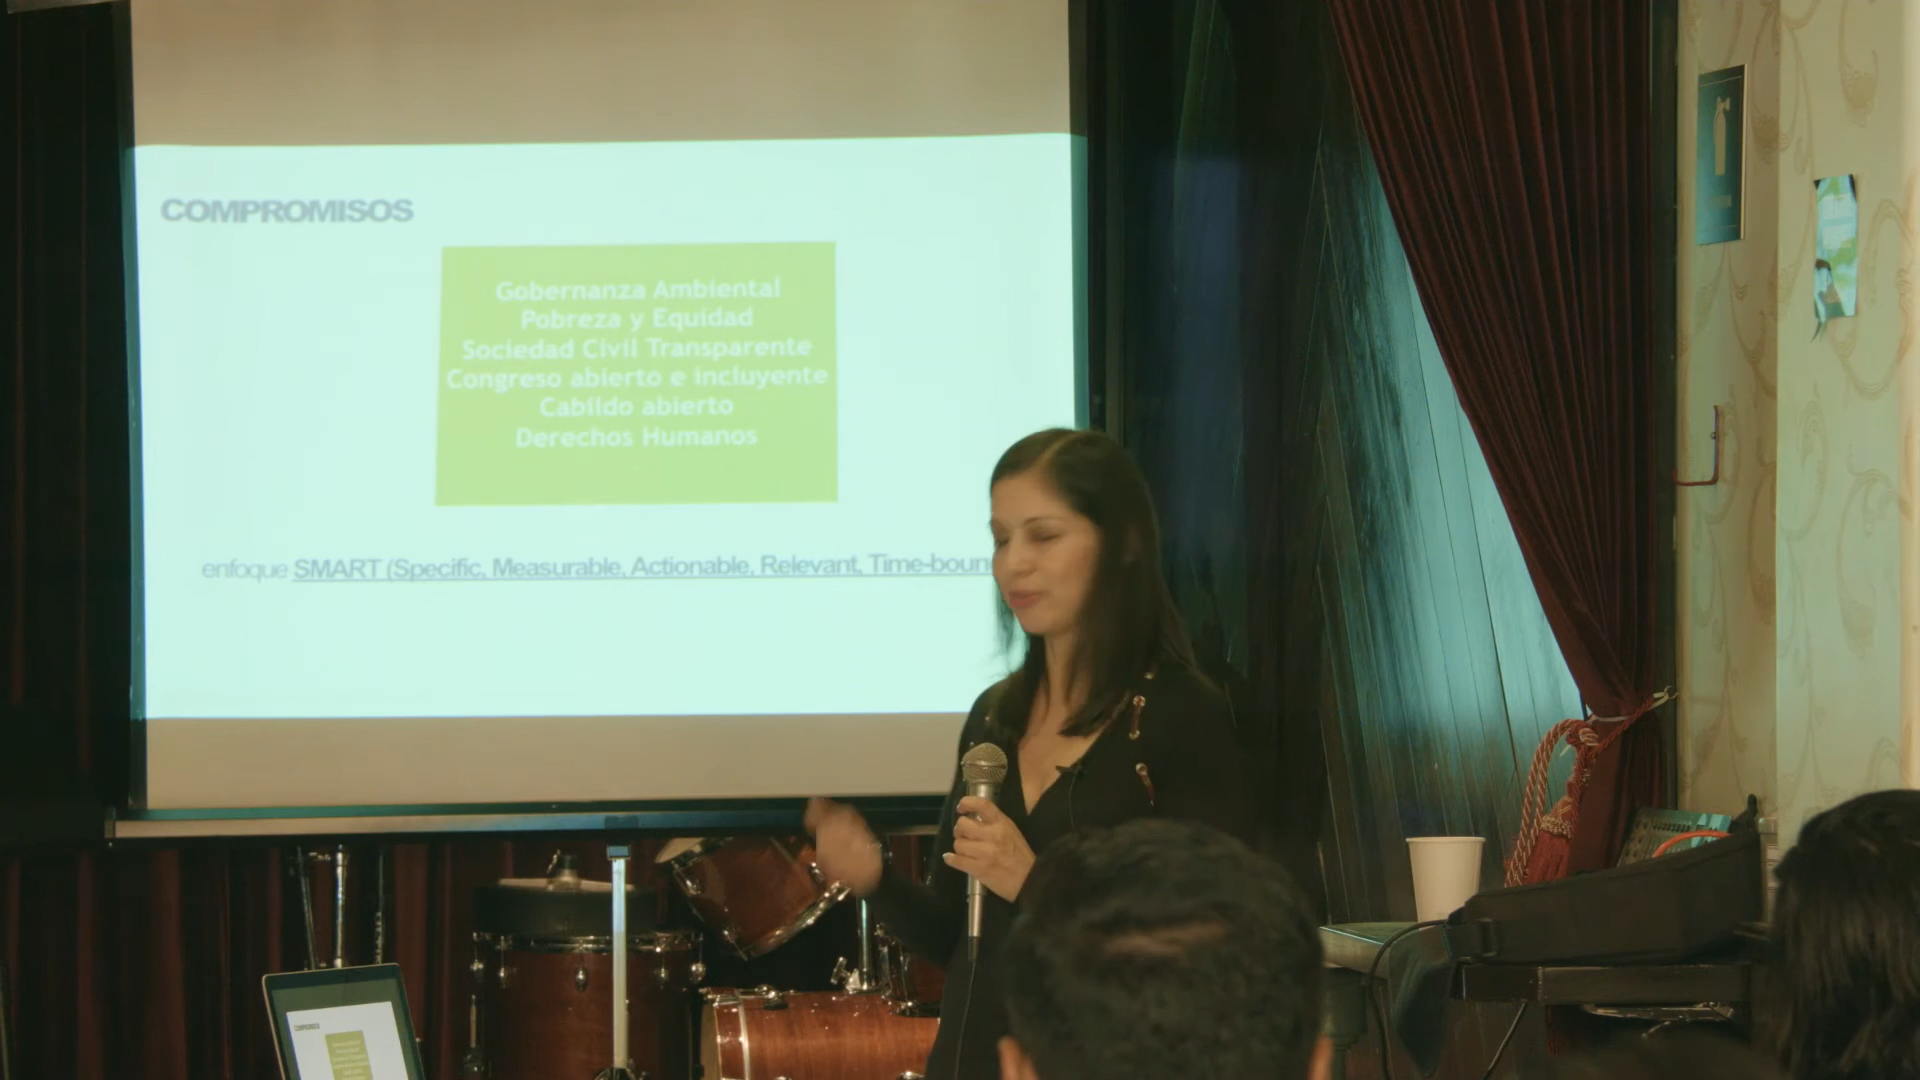 COMPROMISOS
Gobernanza Ambiental
Pobreza y Equidad
Sociedad Civil Transparente
Congreso abierto e incluyente
Cabildo abierto
Derechos Humanos
enfoque SMART (Specific, Measurable, Actionable, Relevant, Time-boun
COMPROMISOS